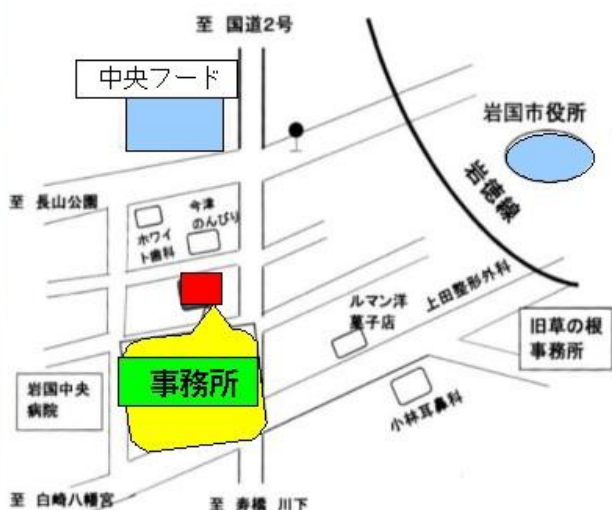 至 国道2号
中央フード
岩国市役所
岩徳線
至 長山公園
今津
のんびり
ホワイ
ト歯科
上田整形外科
ルマン洋
菓子店
旧草の根
事務所
事務所
岩国中央
病院
小林耳鼻科
至 白崎八幡宮
至 寿橋 川下